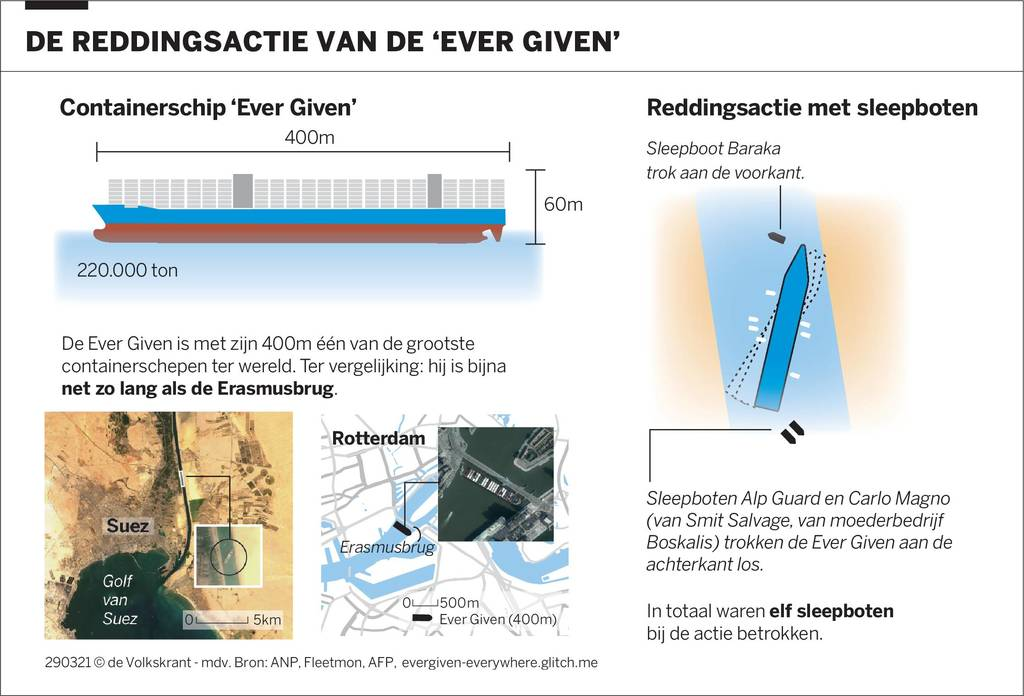 DE REDDINGSACTIE VAN DE ‘EVER GIVEN’
Containerschip ‘Ever Given’
400m
60m
220.000 ton
De Ever Given is met zijn 400m één van de grootste
containerschepen ter wereld. Ter vergelijking: hij is bijna
net zo lang als de Erasmusbrug.
Suez
Golf
van
Suez
0 5km
Rotterdam
Erasmusbrug
0 500m
Ever Given (400m)
Reddingsactie met sleepboten
Sleepboot Baraka
trok aan de voorkant.
Sleepboten Alp Guard en Carlo Magno
(van Smit Salvage, van moederbedrijf
Boskalis) trokken de Ever Given aan de
achterkant los.
In totaal waren elf sleepboten
bij de actie betrokken.
290321 © de Volkskrant - mdv. Bron: ANP, Fleetmon, AFP, evergiven-everywhere.glitch.me